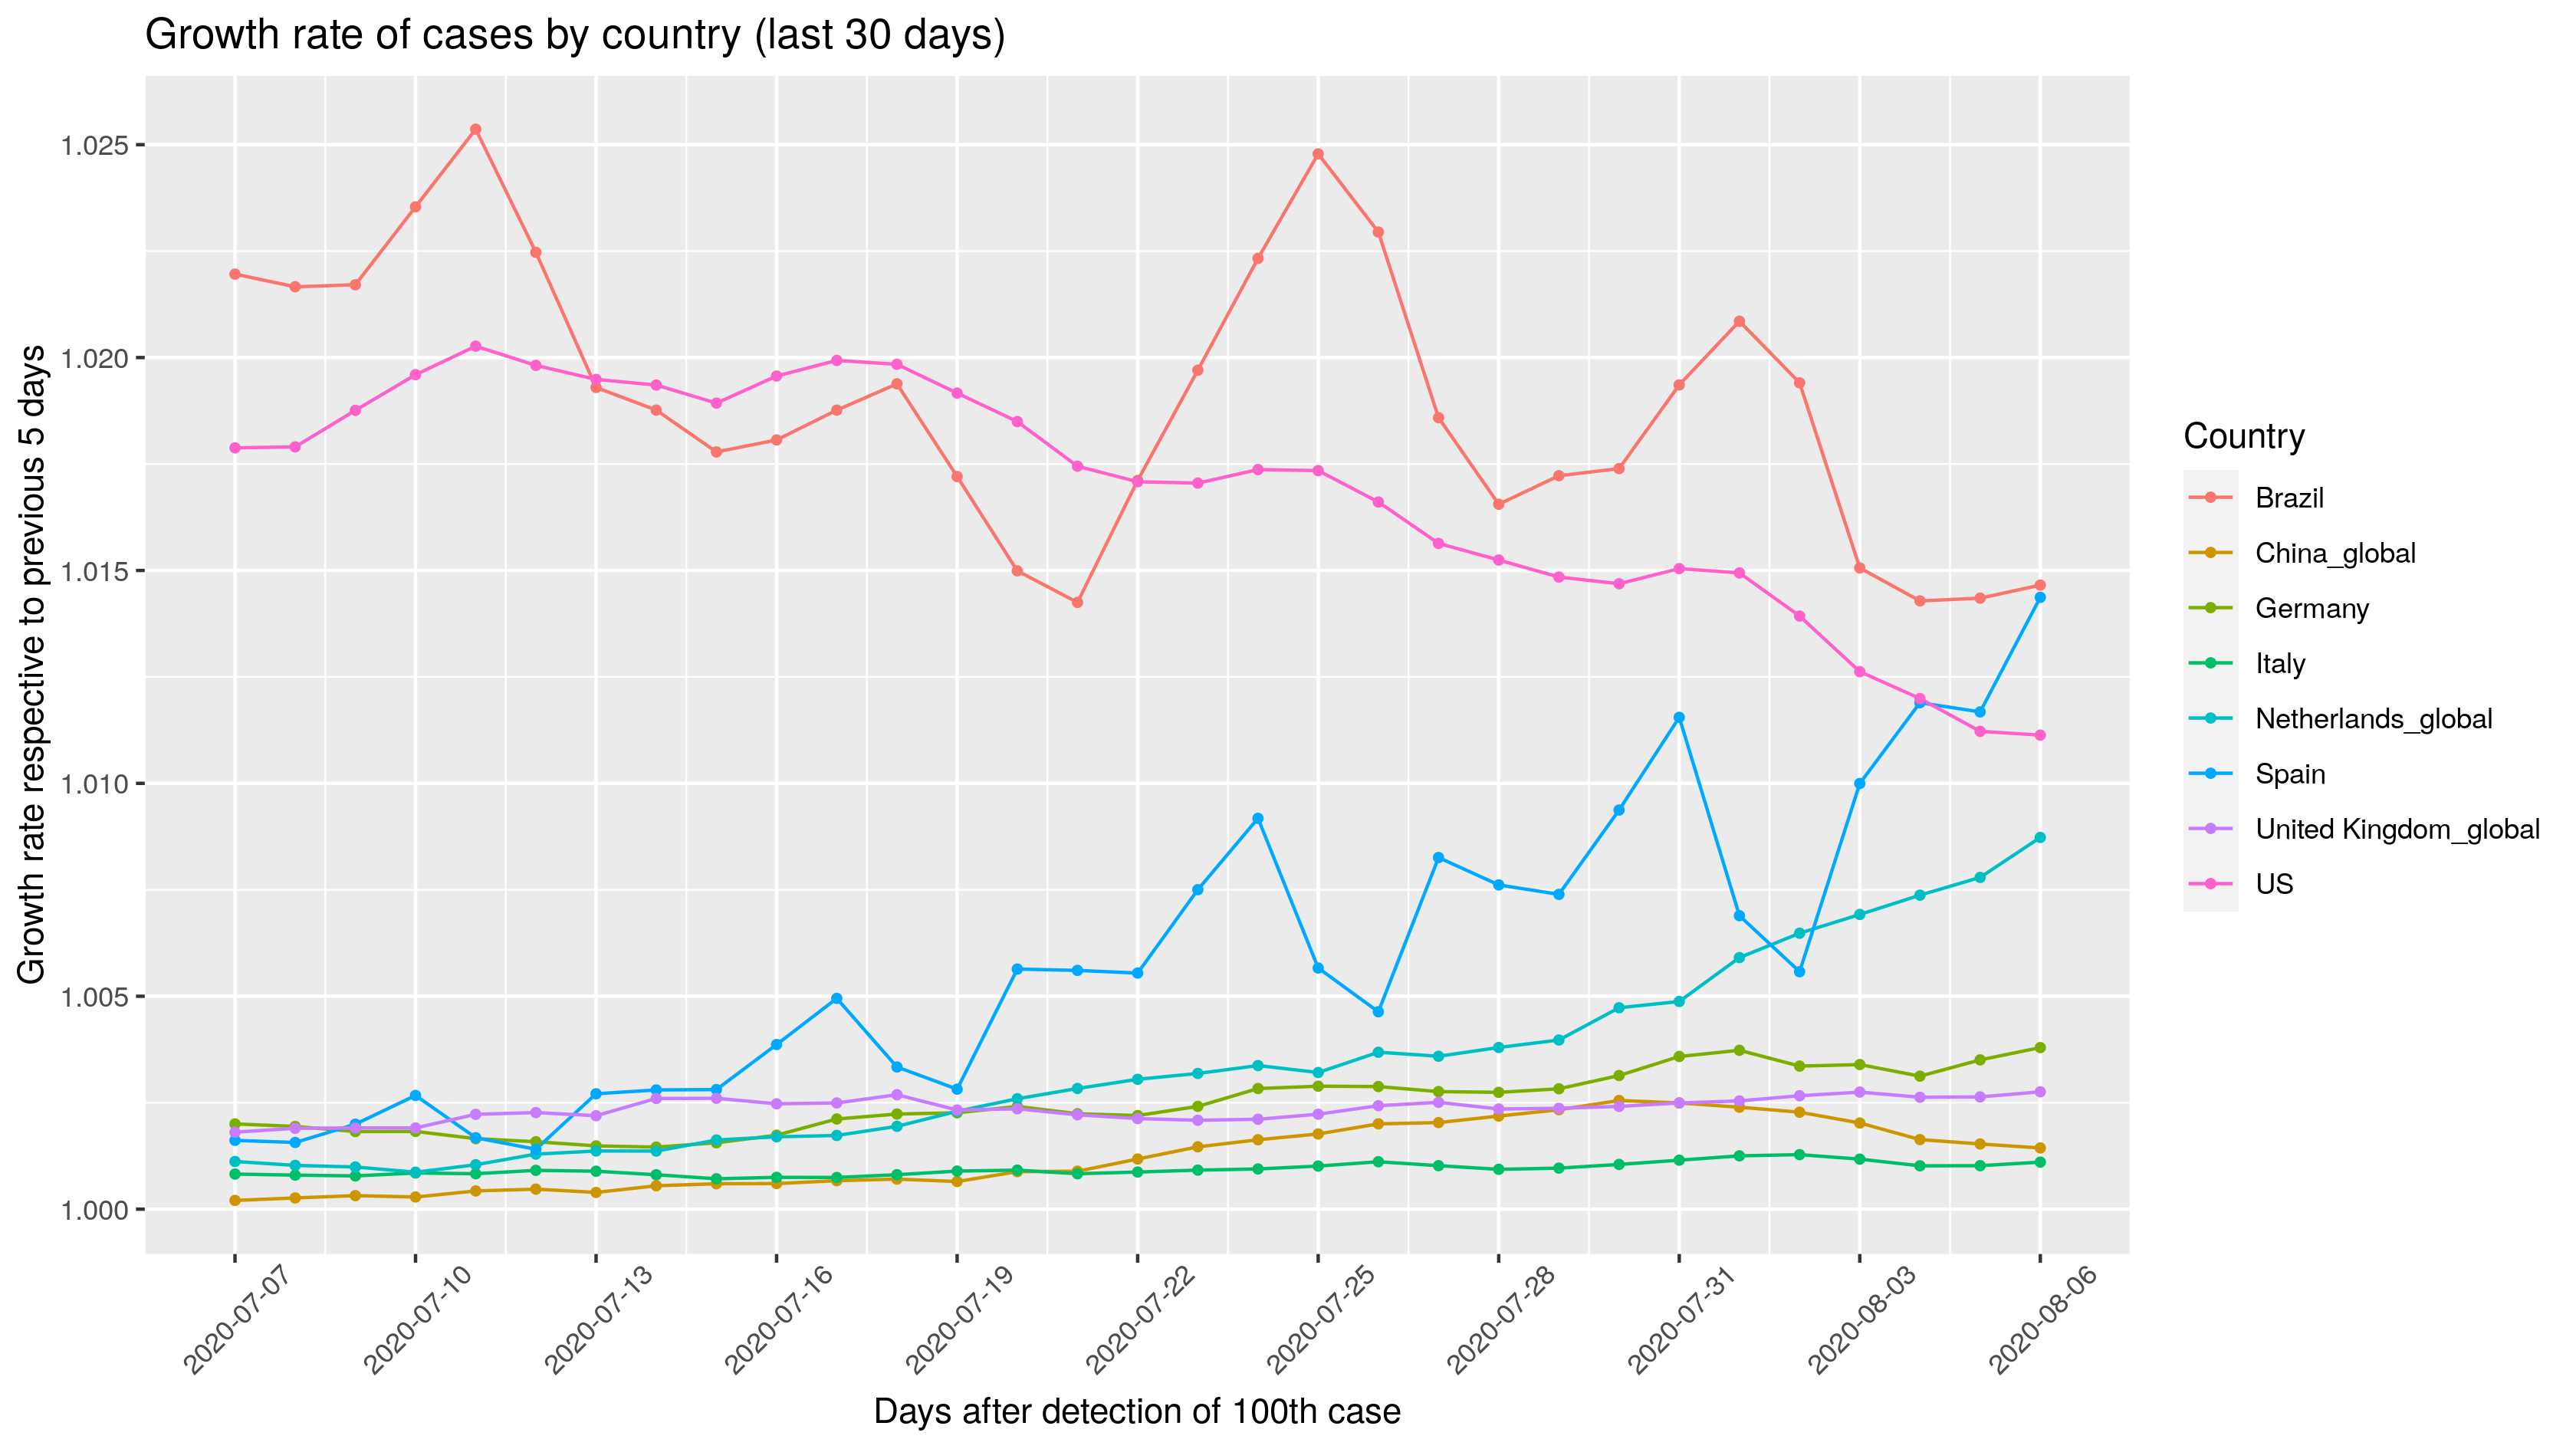 Growth rate of cases by country (last 30 days)
Growth rate respective to previous 5 days
1.025
1.020
1.015
1.010
1.005
1.000
2020-07-07
2020-07-10
2020-07-13
2020-07-16
2020-07-19
2020-07-22
2020-07-25
2020-07-28
2020-07-31
2020-08-03
2020-08-06
Days after detection of 100th case
Country
Brazil
China_global
Germany
Italy
Netherlands_global
Spain
United Kingdom_global
US